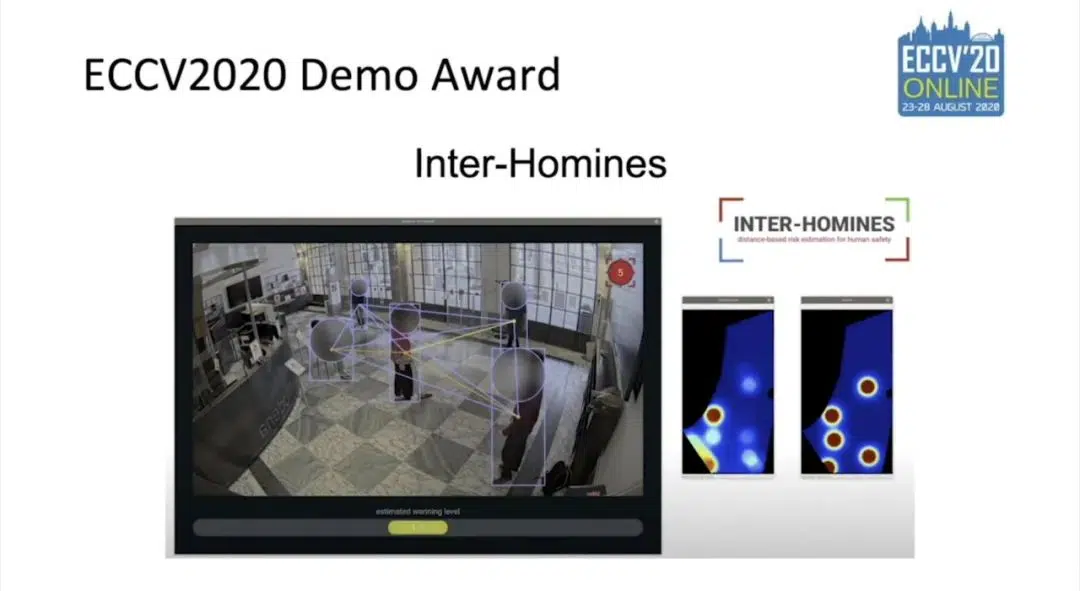 ECCV2020 Demo Award
ECCV'20
ONLINE
23-28 AUGUST 2020
Inter-Homines
INTER-HOMINES
distance-based risk estimation for human safety
5
estimated warning level